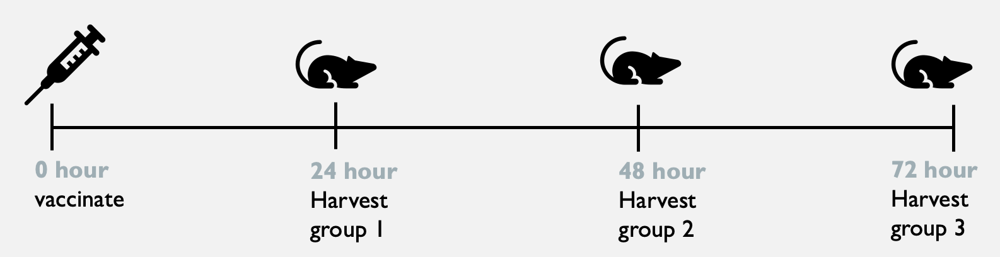 0 hour
vaccinate
24 hour
Harvest
group 1
48 hour
Harvest
group 2
72 hour
Harvest
group 3